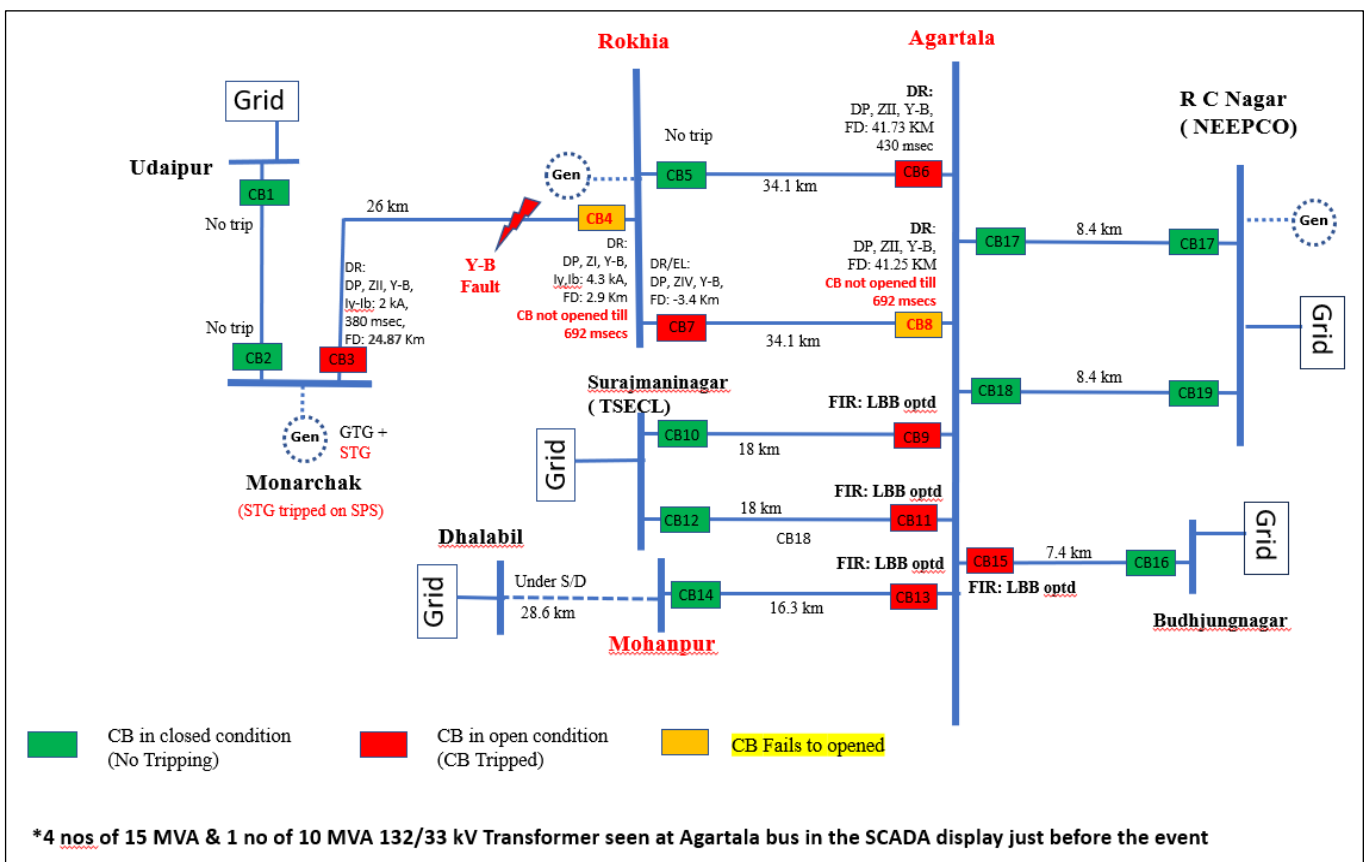 Rokhia
Agartala
Grid
Udaipur
CB1
No trip
No trip
CB2
26 km
DR:
DP, ZII, Y-B,
Iy-Ib: 2 kA,
380 msec,
FD: 24.87 Km
CB3
Gen
GTG +
STG
Monarchak
(STG tripped on SPS)
Y-B
Fault
Gen
CB4
DR:
DP, ZI, Y-B,
Iy,Ib: 4.3 kA,
FD: 2.9 Km
CB not opened till
692 msecs
No trip
CB5
34.1 km
DR:
DP, ZII, Y-B,
FD: 41.73 KM
430 msec
CB6
DR/EL:
DP, ZIV, Y-B,
FD: -3.4 Km
CB7
34.1 km
DR:
DP, ZII, Y-B,
FD: 41.25 KM
CB not opened till
692 msecs
CB8
R C Nagar
( NEEPCO)
CB17
8.4 km
CB17
Gen
Grid
CB18
8.4 km
CB19
Surajmaninagar
( TSECL)
Grid
CB10
18 km
FIR: LBB optd
CB9
CB12
18 km
CB18
FIR: LBB optd
CB11
Dhalabil
Grid
Under S/D
28.6 km
CB14
Mohanpur
16.3 km
FIR: LBB optd
CB13
CB15
7.4 km
FIR: LBB optd
CB16
Grid
Budhjungnagar
CB in closed condition
(No Tripping)
CB in open condition
(CB Tripped)
CB Fails to opened
*4 nos of 15 MVA & 1 no of 10 MVA 132/33 kV Transformer seen at Agartala bus in the SCADA display just before the event